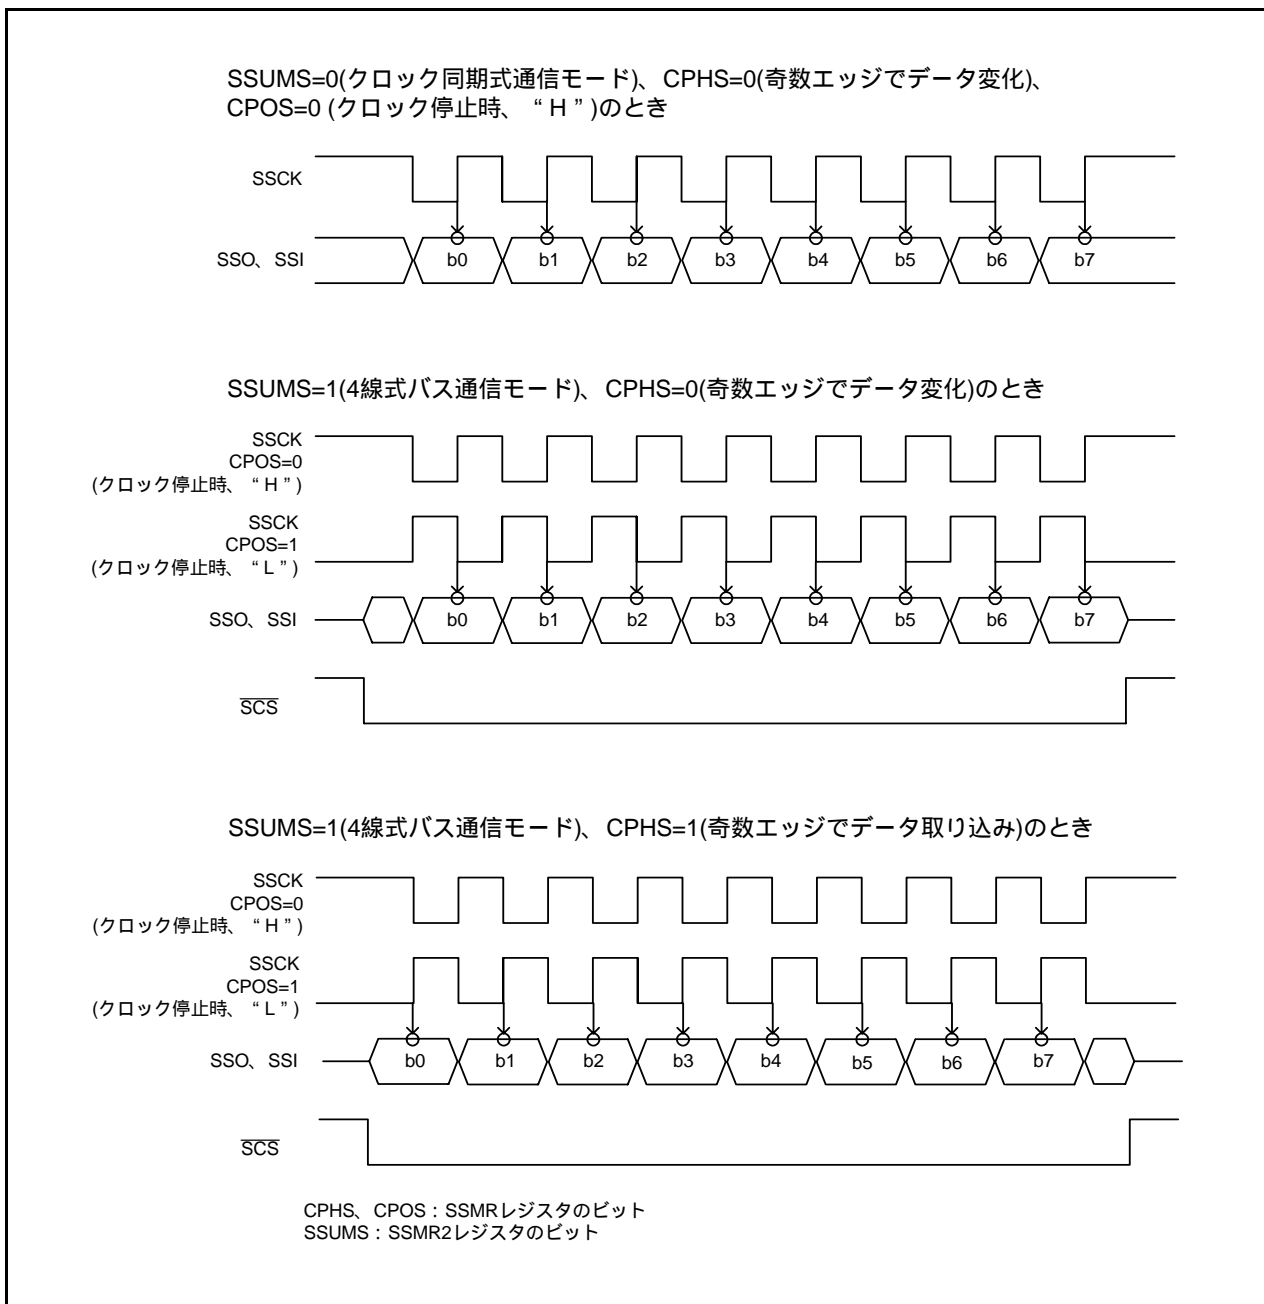 SSUMS=0(クロック同期式通信モード)、CPHS=0(奇数エッジでデータ変化)、
CPOS=0 (クロック停止時、“H”)のとき
SSCK
SSO、SSI
b0 b1 b2 b3 b4 b5 b6 b7
SSUMS=1(4線式バス通信モード)、CPHS=0(奇数エッジでデータ変化)のとき
SSCK
CPOS=0
(クロック停止時、“H”)
SSCK
CPOS=1
(クロック停止時、“L”)
SSO、SSI
b0 b1 b2 b3 b4 b5 b6 b7
SCS
SSUMS=1(4線式バス通信モード)、CPHS=1(奇数エッジでデータ取り込み)のとき
SSCK
CPOS=0
(クロック停止時、“H”)
SSCK
CPOS=1
(クロック停止時、“L”)
SSO、SSI
b0 b1 b2 b3 b4 b5 b6 b7
SCS
CPHS、CPOS：SSMRレジスタのビット
SSUMS：SSMR2レジスタのビット